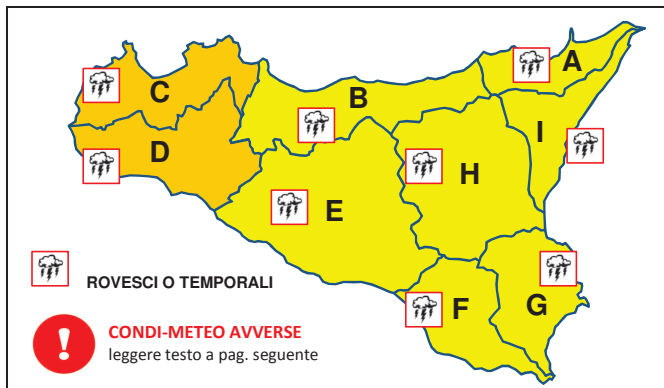 A
C
B
I
D
H
E
ROVESCI O TEMPORALI
F
G
!
CONDI-METEO AVVERSE
leggere testo a pag. seguente